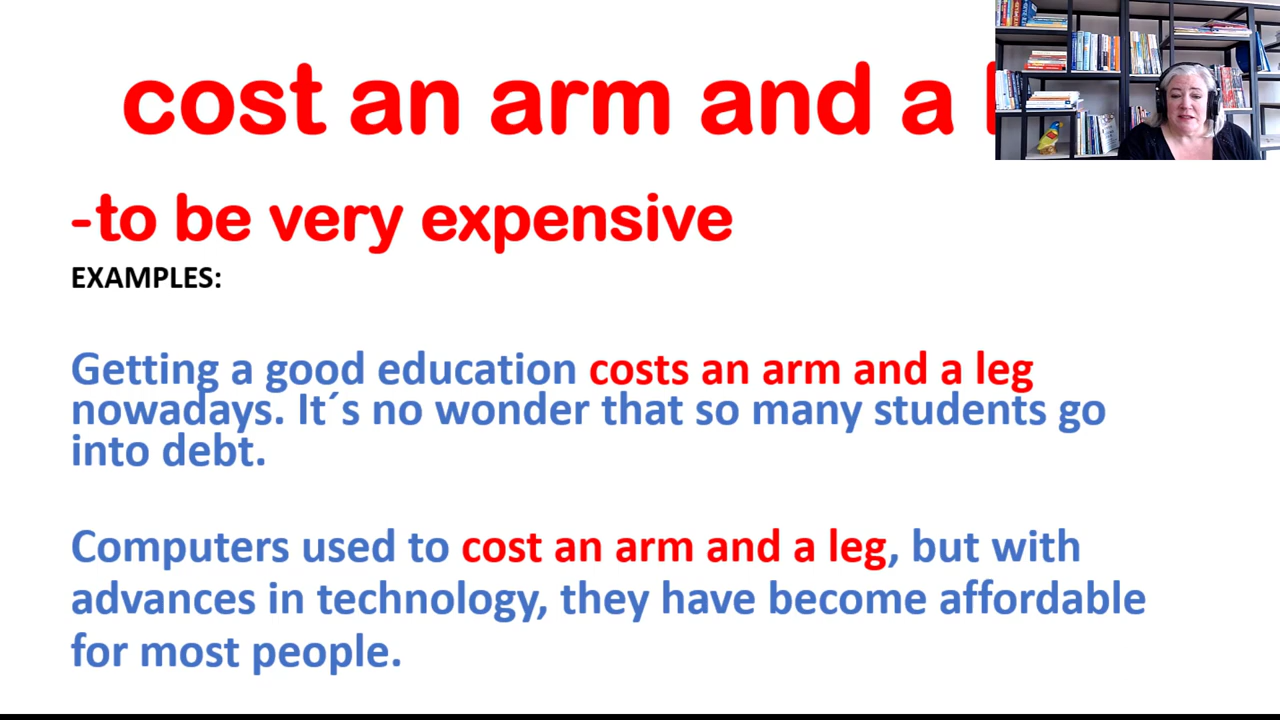 cost an arm and a
-to be very expensive
EXAMPLES:
Getting a good education costs an arm and a leg
nowadays. It´s no wonder that so many students go
into debt.
Computers used to cost an arm and a leg, but with
advances in technology, they have become affordable
for most people.